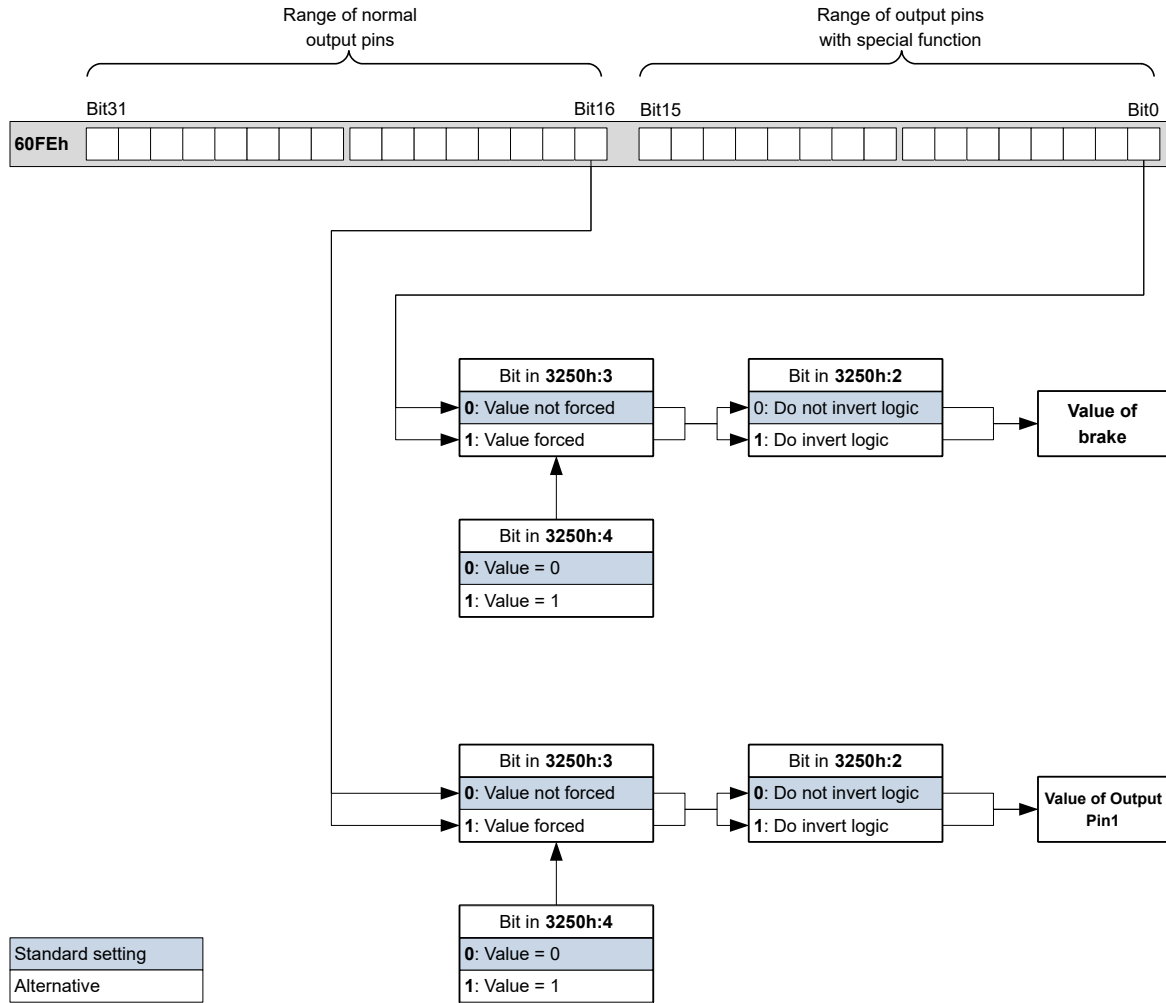 Range of normal
output pins
Range of output pins
with special function
Bit31
Bit16
Bit15
Bit0
60FEh
Bit in 3250h:3
0: Value not forced
1: Value forced
Bit in 3250h:2
0: Do not invert logic
1: Do invert logic
Value of
brake
Bit in 3250h:4
0: Value = 0
1: Value = 1
Bit in 3250h:3
0: Value not forced
1: Value forced
Bit in 3250h:2
0: Do not invert logic
1: Do invert logic
Value of Output
Pin1
Bit in 3250h:4
0: Value = 0
1: Value = 1
Standard setting
Alternative